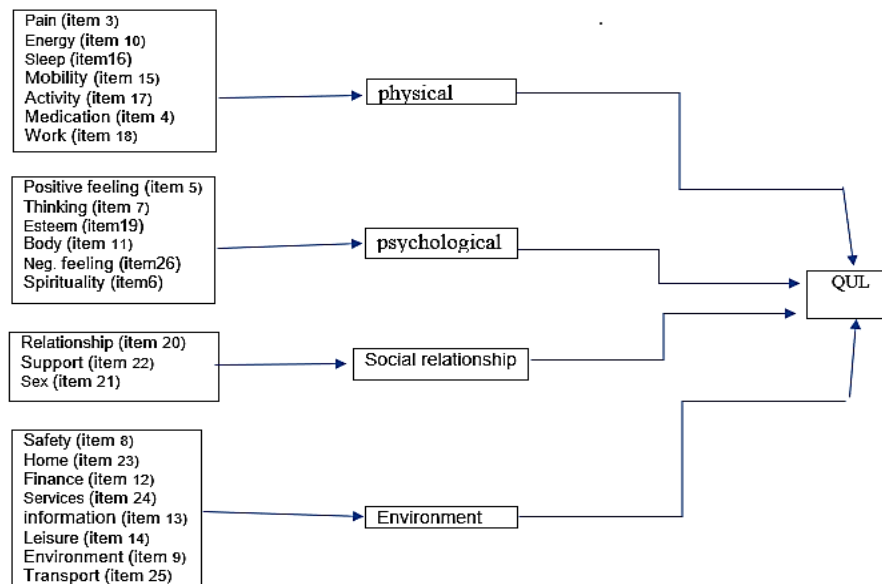 Pain (item 3)
Energy (item 10)
Sleep (item16)
Mobility (item 15)
Activity (item 17)
Medication (item 4)
Work (item 18)
physical
Positive feeling (item 5)
Thinking (item 7)
Esteem (item19)
Body (item 11)
Neg. feeling (item26)
Spirituality (item6)
psychological
QUL
Relationship (item 20)
Support (item 22)
Sex (item 21)
Social relationship
Safety (item 8)
Home (item 23)
Finance (item 12)
Services (item 24)
information (item 13)
Leisure (item 14)
Environment (item 9)
Transport (item 25)
Environment